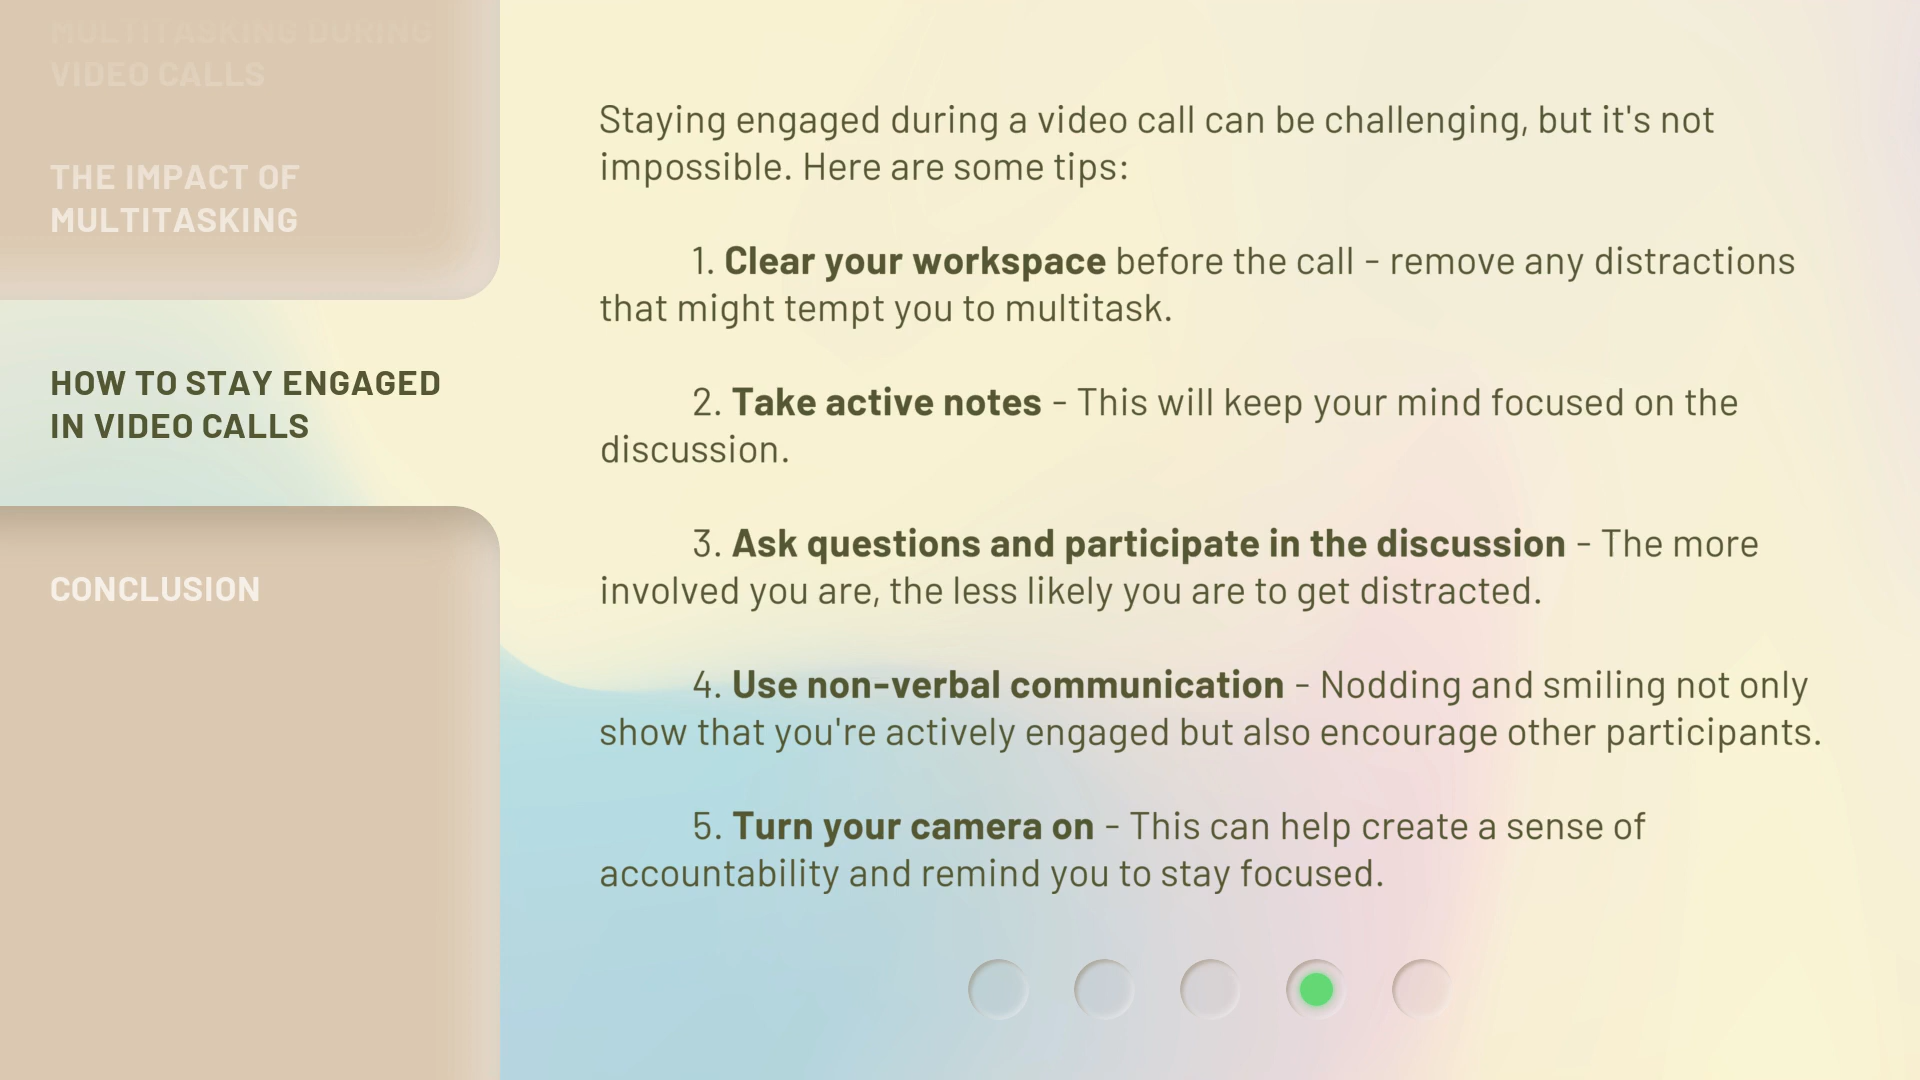 MULTITASKING DURING
VIDEO CALLS
THE IMPACT OF
MULTITASKING
HOW TO STAY ENGAGED
IN VIDEO CALLS
CONCLUSION
Staying engaged during a video call can be challenging, but it's not
impossible. Here are some tips:
1. Clear your workspace before the call - remove any distractions
that might tempt you to multitask.
2. Take active notes - This will keep your mind focused on the
discussion.
3. Ask questions and participate in the discussion - The more
involved you are, the less likely you are to get distracted.
4. Use non-verbal communication - Nodding and smiling not only
show that you're actively engaged but also encourage other participants.
5. Turn your camera on - This can help create a sense of
accountability and remind you to stay focused.